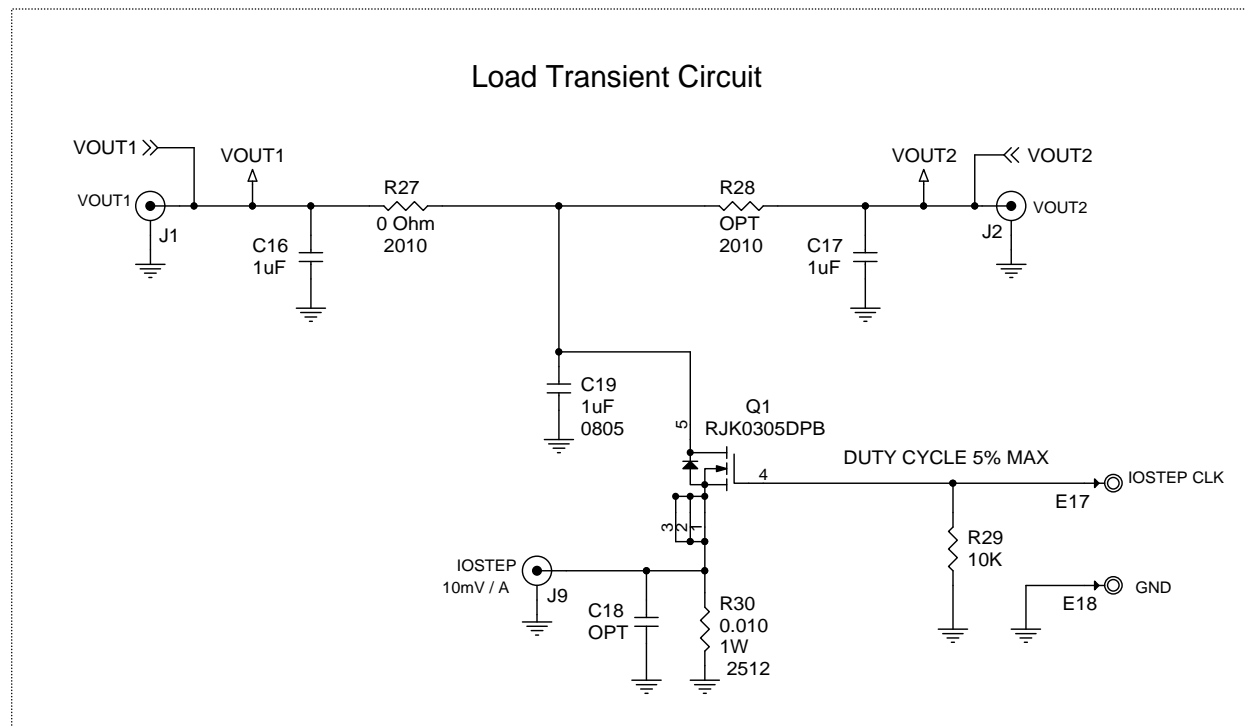 Load Transient Circuit
VOUT1
VOUT1
VOUT2
VOUT2
VOUT1
J1
R27
0 Ohm
2010
R28
OPT
2010
VOUT2
J2
C16
1uF
C17
1uF
C19
1uF
0805
5
Q1
RJK0305DPB
4
DUTY CYCLE 5% MAX
IOSTEP CLK
E17
3
2
1
R29
10K
IOSTEP
10mV / A
J9
C18
OPT
R30
0.010
1W
2512
E18
GND